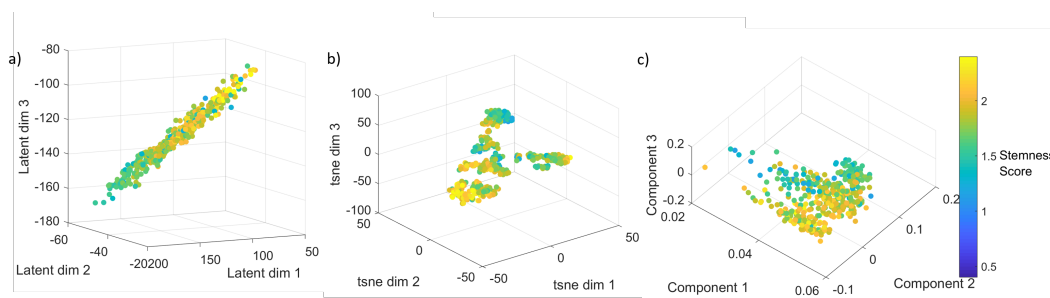 a)
-80
-100
-120
-140
-160
-180
Latent dim 3
-60
-40
-20
Latent dim 2
200
150
100
50
Latent dim 1
b)
100
50
0
-50
-100
tsne dim 3
50
0
-50
tsne dim 2
-50
50
tsne dim 1
c)
0.2
0
-0.2
Component 3
0.02
0.04
0.06
Component 1
-0.1
0
0.1
0.2
Component 2
2
1.5
1
0.5
Stemness
Score